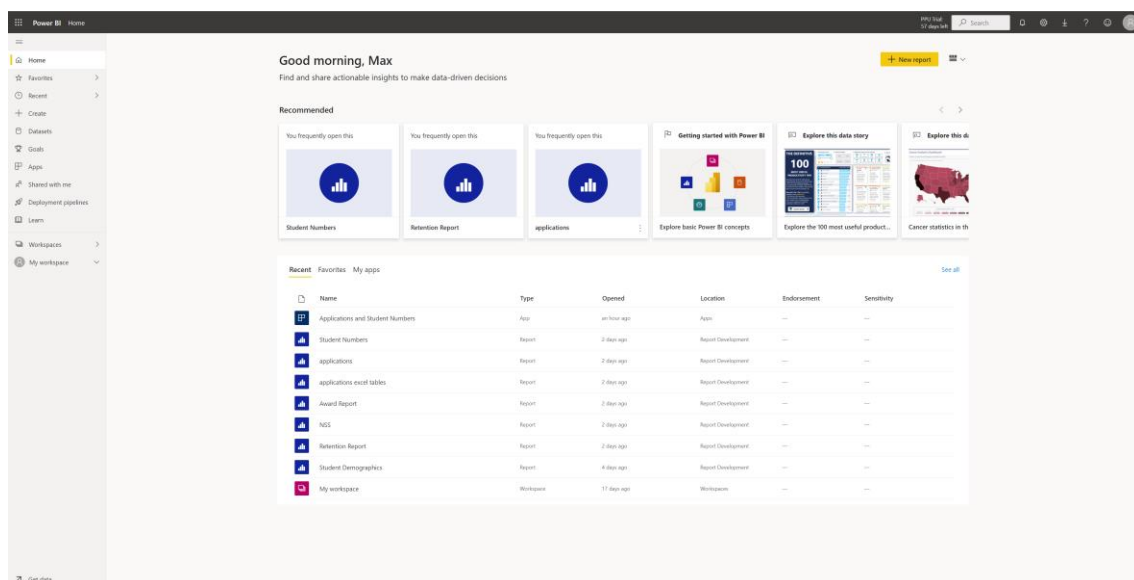 Power BI Home
PPU Trial
57 days left
Search
Home
Favorites
Recent
Create
Datasets
Goals
Apps
Shared with me
Deployment pipelines
Learn
Workspaces
My workspace
Get data
Good morning, Max
Find and share actionable insights to make data-driven decisions
New report
Recommended
You frequently open this
Student Numbers
You frequently open this
Retention Report
You frequently open this
applications
Getting started with Power BI
Explore basic Power BI concepts
Explore this data story
100
Explore the 100 most useful product...
Explore this da
Cancer statistics in th
Recent Favorites My apps See all
Name Type Opened Location Endorsement Sensitivity
Applications and Student Numbers App an hour ago Apps — —
Student Numbers Report 2 days ago Report Development — —
applications Report 2 days ago Report Development — —
applications excel tables Report 2 days ago Report Development — —
Award Report Report 2 days ago Report Development — —
NSS Report 2 days ago Report Development — —
Retention Report Report 2 days ago Report Development — —
Student Demographics Report 4 days ago Report Development — —
My workspace Workspace 17 days ago Workspaces — —